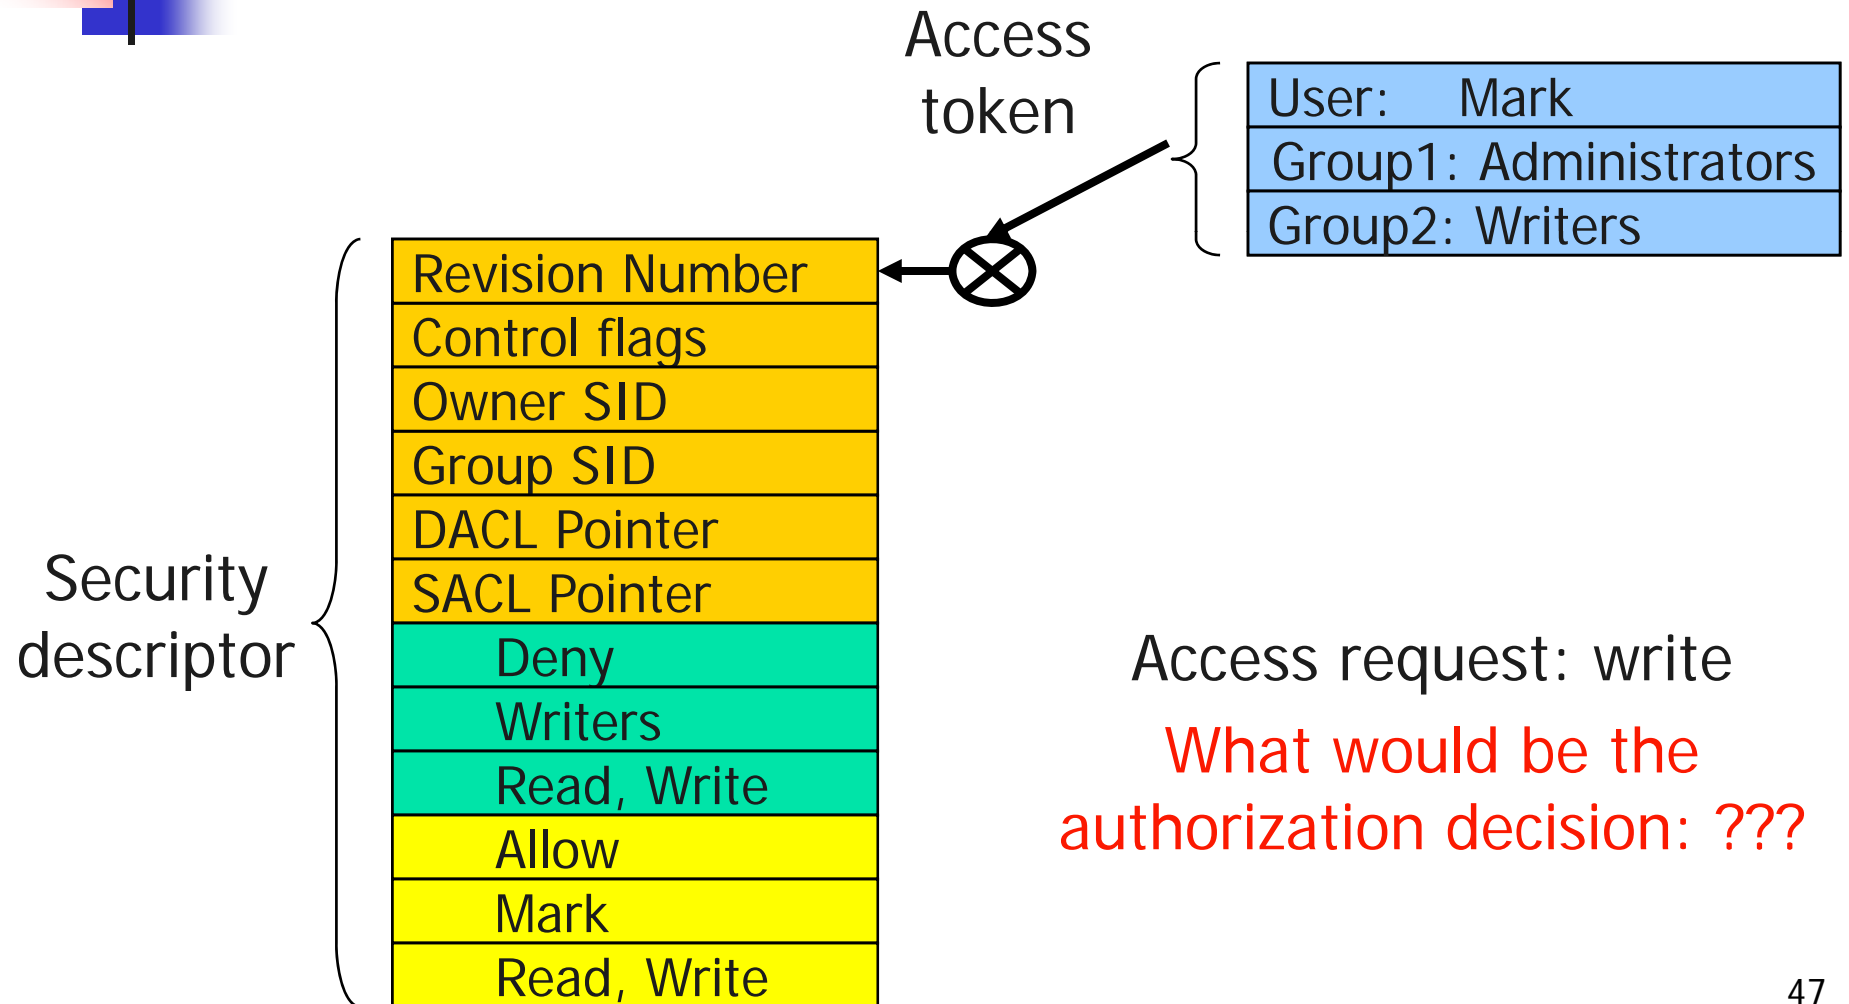 Access
token
User: Mark
Group1: Administrators
Group2: Writers
Revision Number
Control flags
Owner SID
Group SID
DACL Pointer
SACL Pointer
Deny
Writers
Read, Write
Allow
Mark
Read, Write
Security
descriptor
Access request: write
What would be the
authorization decision: ???
47